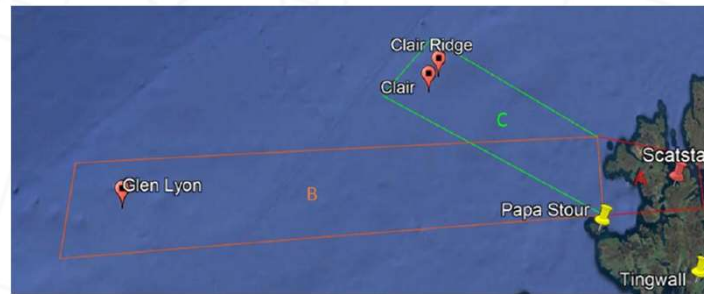 Clair Ridge
Clair
C
Scatsta
A
Glen Lyon
B
Papa Stour
Tingwall